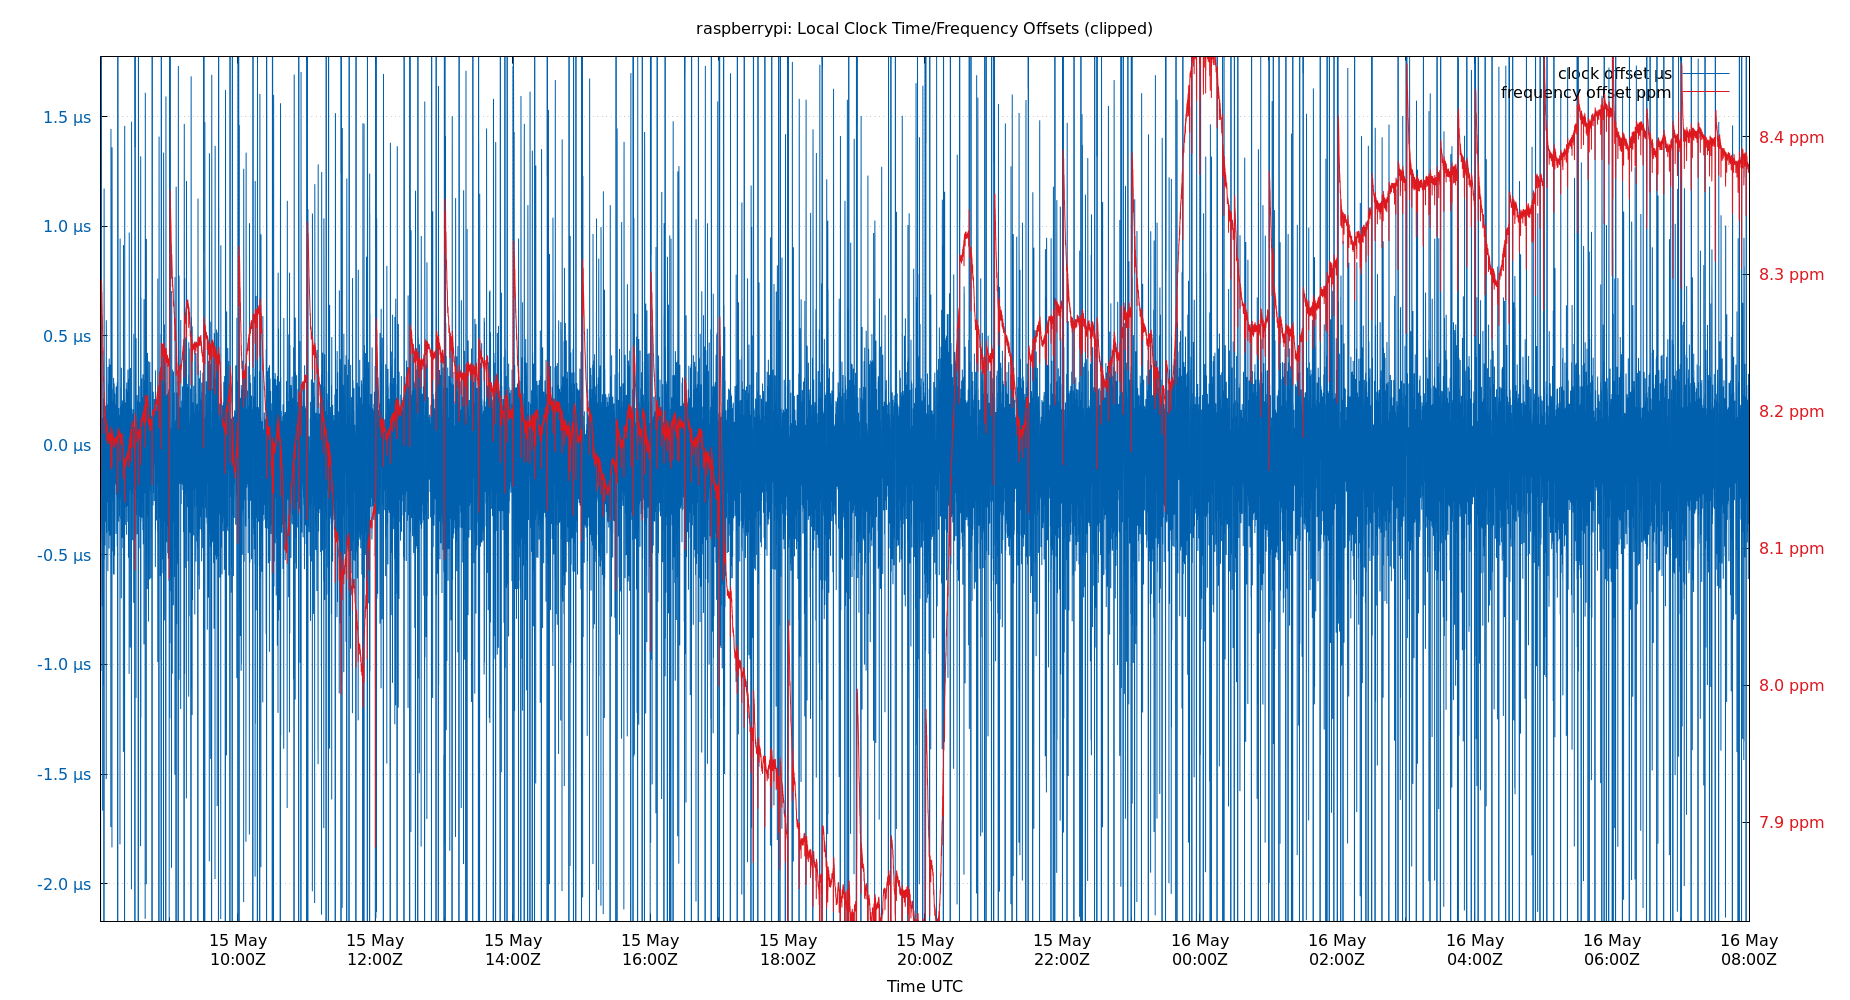 raspberrypi: Local Clock Time/Frequency Offsets (clipped)
clock offset µs
frequency offset ppm
1.5 µs
1.0 µs
0.5 µs
0.0 µs
-0.5 µs
-1.0 µs
-1.5 µs
-2.0 µs
8.4 ppm
8.3 ppm
8.2 ppm
8.1 ppm
8.0 ppm
7.9 ppm
15 May 15 May 15 May 15 May 15 May 15 May 15 May 16 May 16 May 16 May 16 May 16 May
10:00Z 12:00Z 14:00Z 16:00Z 18:00Z 20:00Z 22:00Z 00:00Z 02:00Z 04:00Z 06:00Z 08:00Z
Time UTC